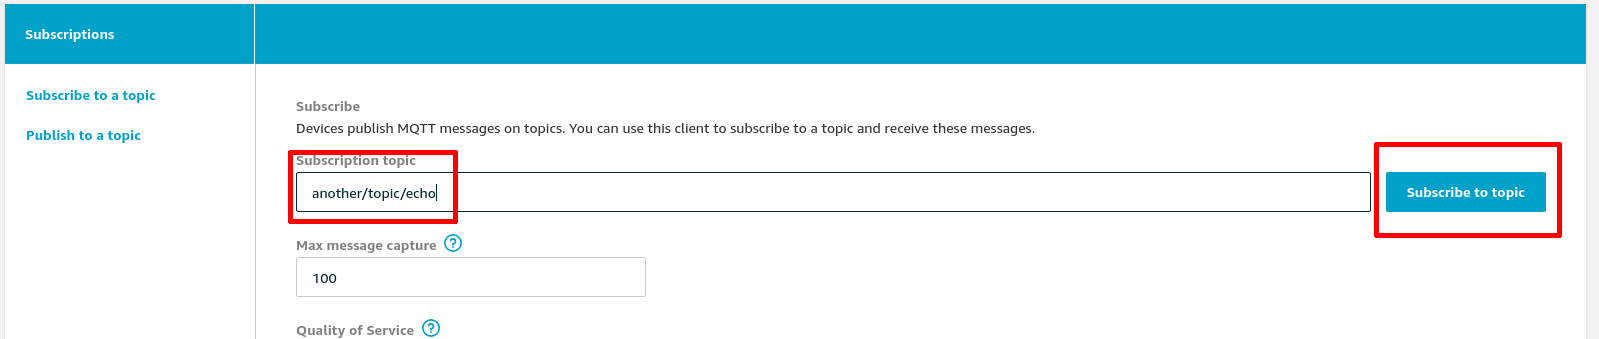 Subscriptions
Subscribe to a topic
Publish to a topic
Subscribe
Devices publish MQTT messages on topics. You can use this client to subscribe to a topic and receive these messages.
Subscription topic
another/topic/echo
Subscribe to topic
Max message capture ?
100
Quality of Service ?